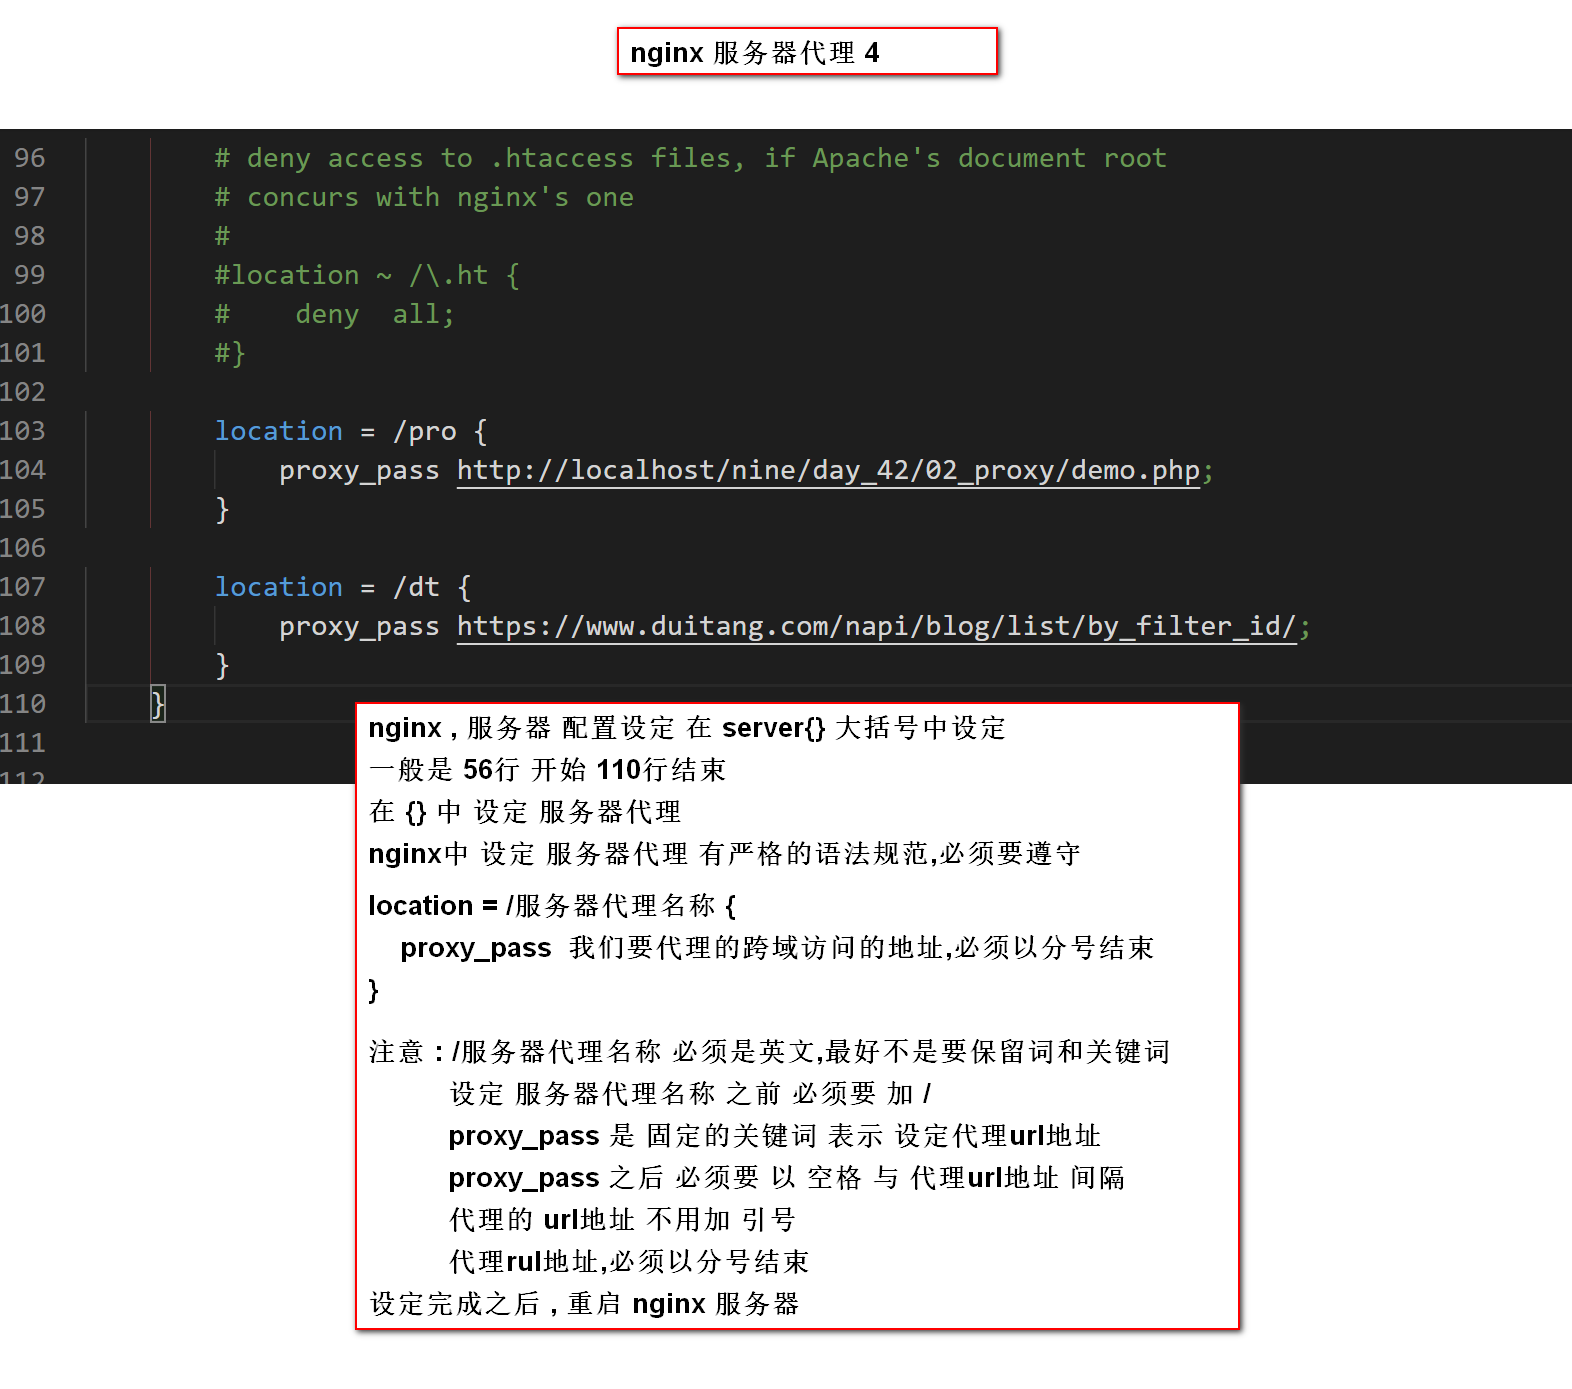 nginx 服务器代理 4
96 # deny access to .htaccess files, if Apache's document root
97 # concurs with nginx's one
98 #
99 #location ~ /\.ht {
100 #    deny  all;
101 #}
102
103 location = /pro {
104 proxy_pass http://localhost/nine/day_42/02_proxy/demo.php;
105 }
106
107 location = /dt {
108 proxy_pass https://www.duitang.com/napi/blog/list/by_filter_id/;
109 }
110 }
111
112
nginx , 服务器 配置设定 在 server{} 大括号中设定
一般是 56行 开始 110行结束
在 {} 中 设定 服务器代理
nginx中 设定 服务器代理 有严格的语法规范,必须要遵守
location = /服务器代理名称 {
proxy_pass  我们要代理的跨域访问的地址,必须以分号结束
}
注意 : /服务器代理名称 必须是英文,最好不是要保留词和关键词
设定 服务器代理名称 之前 必须要 加 /
proxy_pass 是 固定的关键词 表示 设定代理url地址
proxy_pass 之后 必须要 以 空格 与 代理url地址 间隔
代理的 url地址 不用加 引号
代理rul地址,必须以分号结束
设定完成之后 , 重启 nginx 服务器